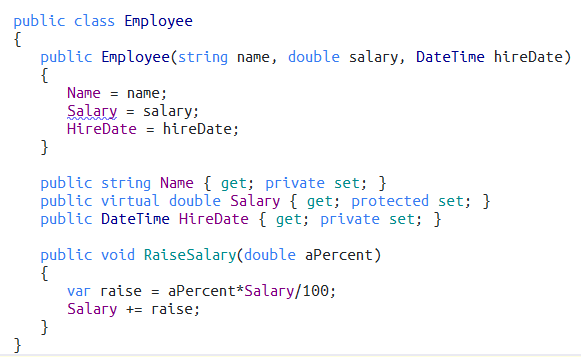 public class Employee
{
public Employee(string name, double salary, DateTime hireDate)
{
Name = name;
Salary = salary;
HireDate = hireDate;
}
public string Name { get; private set; }
public virtual double Salary { get; protected set; }
public DateTime HireDate { get; private set; }
public void RaiseSalary(double aPercent)
{
var raise = aPercent*Salary/100;
Salary += raise;
}
}